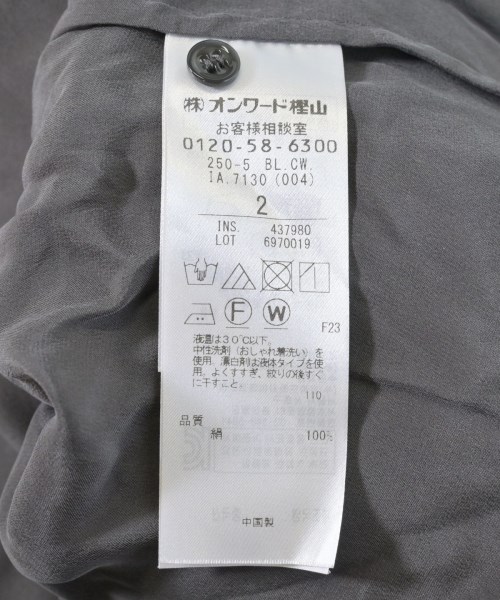 (株)オンワード樫山
お客様相談室
0120-58-6300
250-5 BL.CW.
IA.7130 (004)
2
INS. 437980
LOT 6970019
F W
F23
液温は30℃以下。
中性洗剤(おしゃれ着洗い)を
使用、漂白剤は液体タイプを使
用。よくすすぎ、絞りの後すぐ
に干すこと。
110
品質
絹 100%
中国製